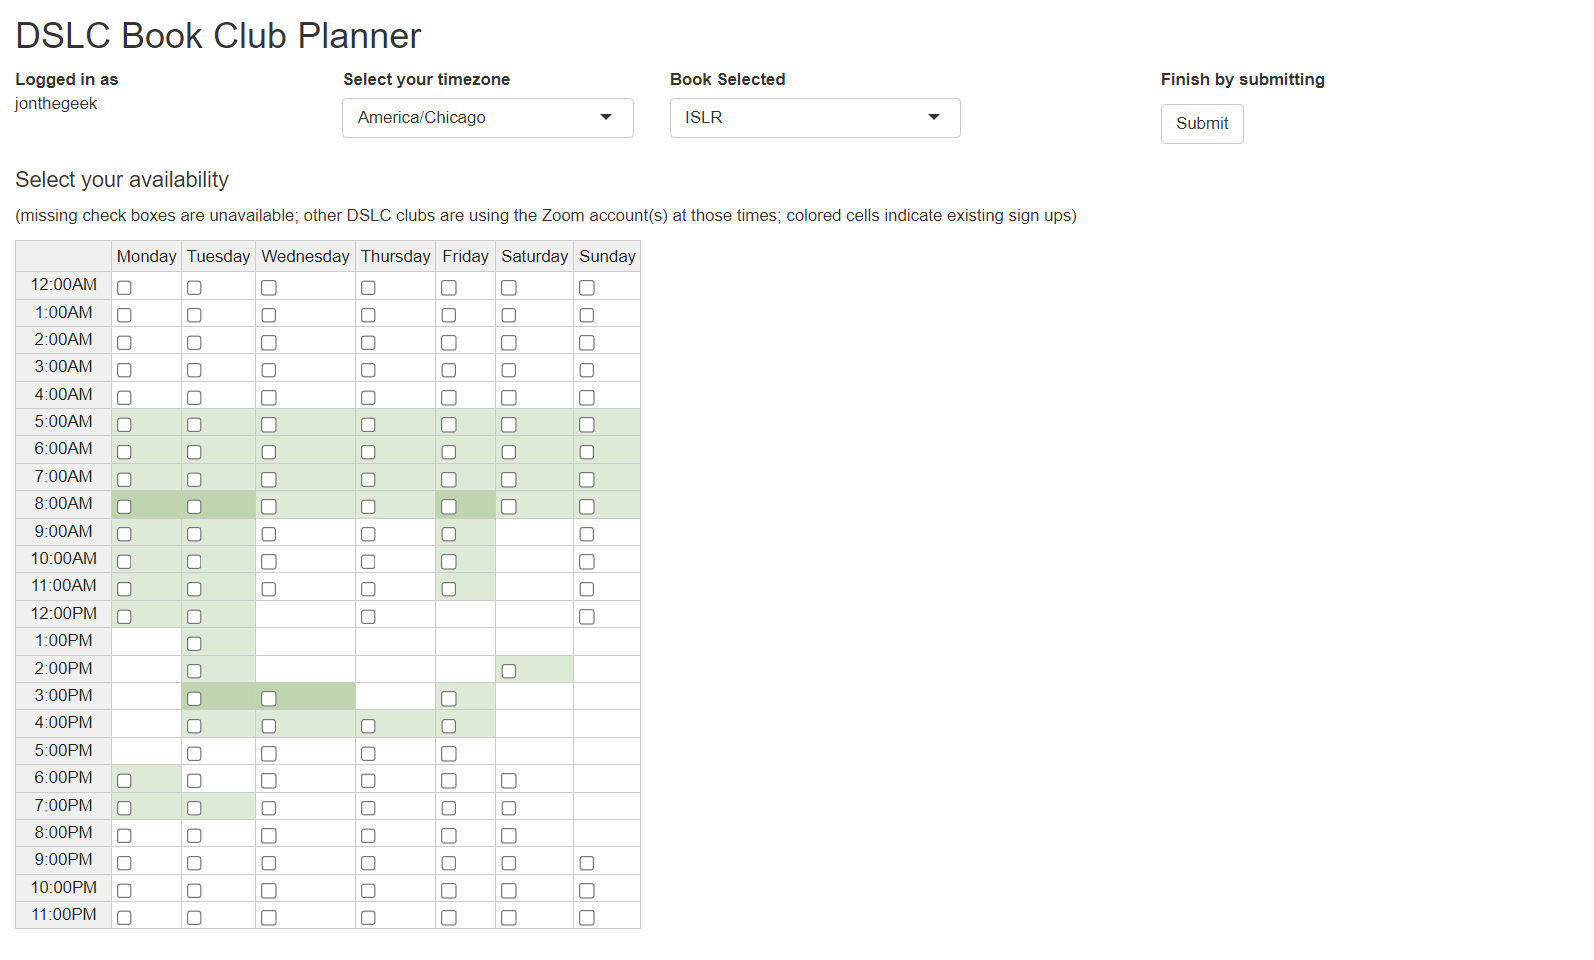 DSLC Book Club Planner
Logged in as
jonthegeek
Select your timezone
America/Chicago
Book Selected
ISLR
Finish by submitting
Submit
Select your availability
(missing check boxes are unavailable; other DSLC clubs are using the Zoom account(s) at those times; colored cells indicate existing sign ups)
Monday Tuesday Wednesday Thursday Friday Saturday Sunday
12:00AM
1:00AM
2:00AM
3:00AM
4:00AM
5:00AM
6:00AM
7:00AM
8:00AM
9:00AM
10:00AM
11:00AM
12:00PM
1:00PM
2:00PM
3:00PM
4:00PM
5:00PM
6:00PM
7:00PM
8:00PM
9:00PM
10:00PM
11:00PM